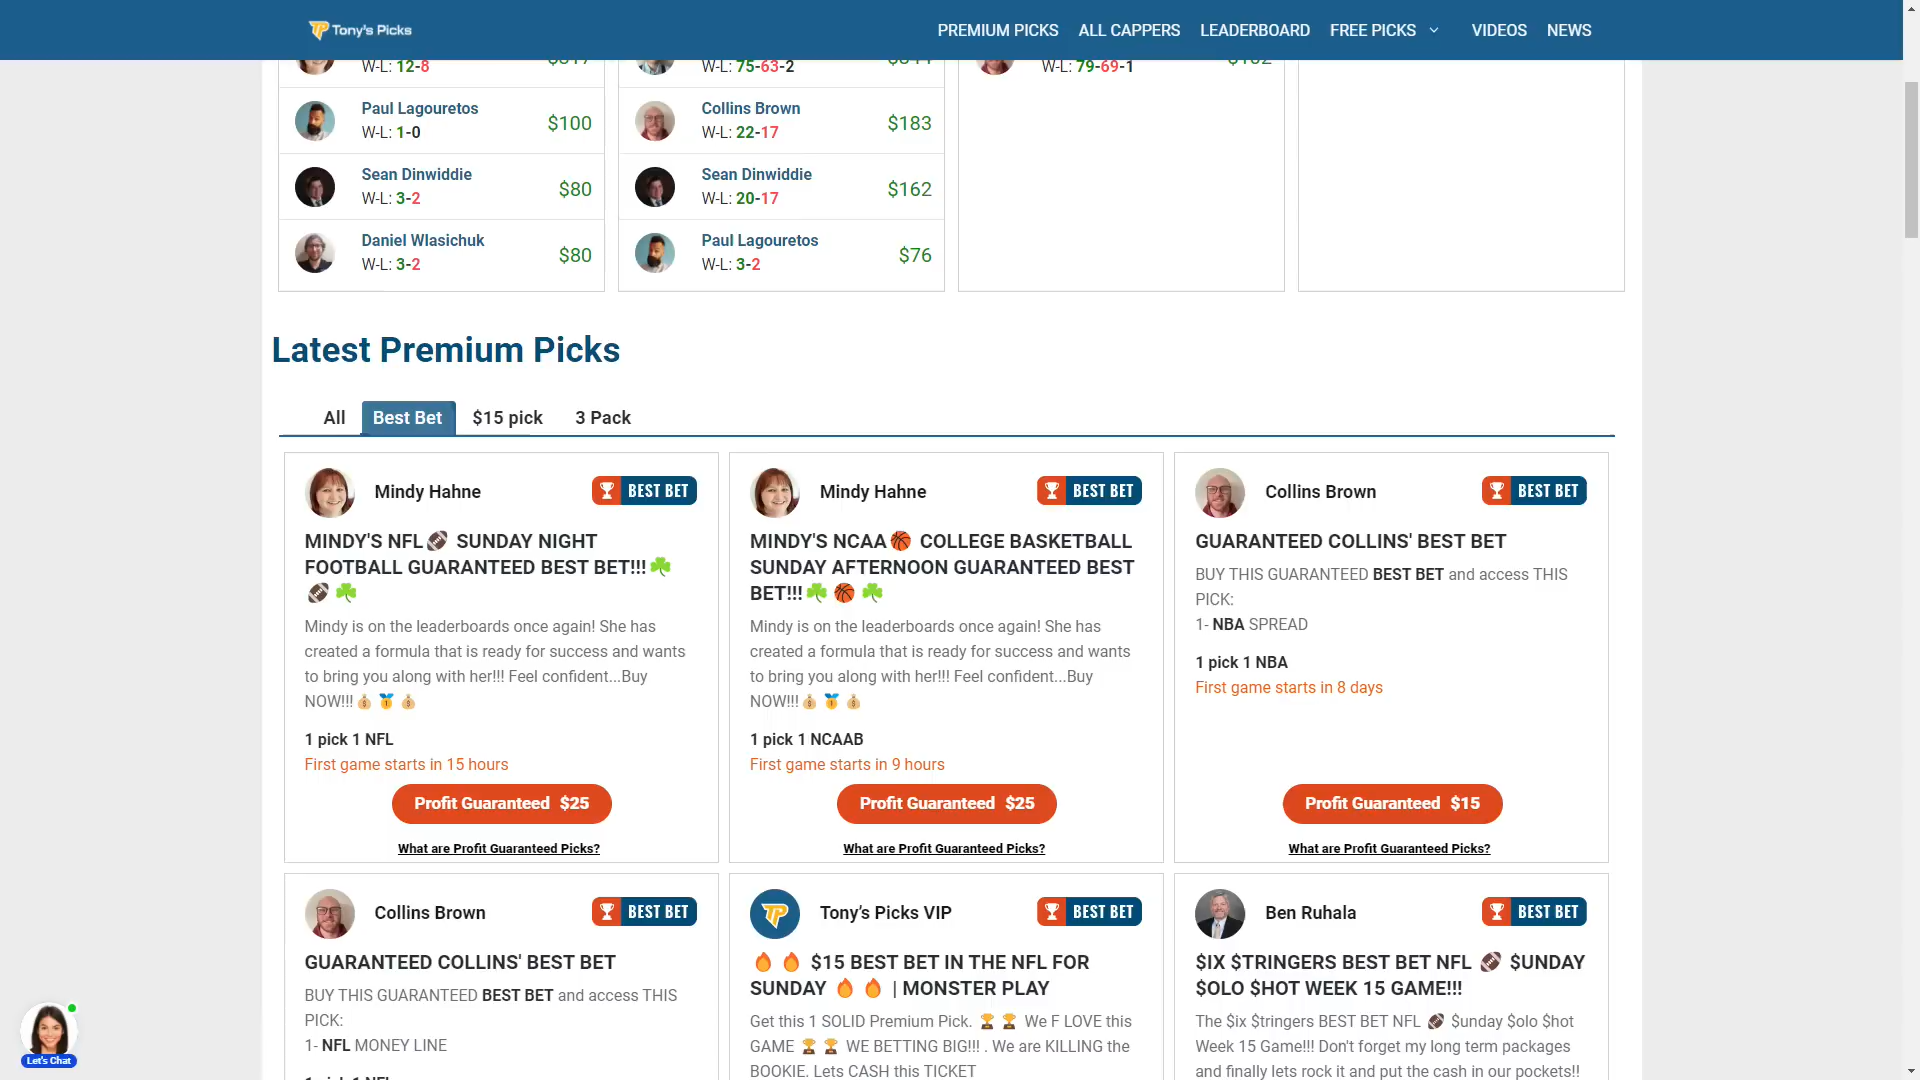 Tony's Picks
PREMIUM PICKS
ALL CAPPERS
LEADERBOARD
FREE PICKS
VIDEOS
NEWS
W-L: 12-8
Paul Lagouretos
W-L: 1-0
$100
Sean Dinwiddie
W-L: 3-2
$80
Daniel Wlasichuk
W-L: 3-2
$80
W-L: 75-63-2
Collins Brown
W-L: 22-17
$183
Sean Dinwiddie
W-L: 20-17
$162
Paul Lagouretos
W-L: 3-2
$76
W-L: 79-69-1
Latest Premium Picks
All
Best Bet
$15 pick
3 Pack
Mindy Hahne
BEST BET
MINDY'S NFL🏈 SUNDAY NIGHT
FOOTBALL GUARANTEED BEST BET!!!☘️
🏈 ☘️
Mindy is on the leaderboards once again! She has
created a formula that is ready for success and wants
to bring you along with her!!! Feel confident...Buy
NOW!!!💰 🥇 💰
1 pick 1 NFL
First game starts in 15 hours
Profit Guaranteed $25
What are Profit Guaranteed Picks?
Mindy Hahne
BEST BET
MINDY'S NCAA🏀 COLLEGE BASKETBALL
SUNDAY AFTERNOON GUARANTEED BEST
BET!!!☘️ 🏀 ☘️
Mindy is on the leaderboards once again! She has
created a formula that is ready for success and wants
to bring you along with her!!! Feel confident...Buy
NOW!!!💰 🥇 💰
1 pick 1 NCAAB
First game starts in 9 hours
Profit Guaranteed $25
What are Profit Guaranteed Picks?
Collins Brown
BEST BET
GUARANTEED COLLINS' BEST BET
BUY THIS GUARANTEED BEST BET and access THIS
PICK:
1- NBA SPREAD
1 pick 1 NBA
First game starts in 8 days
Profit Guaranteed $15
What are Profit Guaranteed Picks?
Collins Brown
BEST BET
GUARANTEED COLLINS' BEST BET
BUY THIS GUARANTEED BEST BET and access THIS
PICK:
1- NFL MONEY LINE
1 pick 1 NFL
Tony's Picks VIP
BEST BET
🔥 🔥 $15 BEST BET IN THE NFL FOR
SUNDAY 🔥 🔥 | MONSTER PLAY
Get this 1 SOLID Premium Pick. 🏆 🏆 We F LOVE this
GAME 🏆 🏆 WE BETTING BIG!!! . We are KILLING the
BOOKIE. Lets CASH this TICKET
Ben Ruhala
BEST BET
$IX $TRINGERS BEST BET NFL 🏈 $UNDAY
$OLO $HOT WEEK 15 GAME!!!
The $ix $tringers BEST BET NFL 🏈 $unday $olo $hot
Week 15 Game!!! Don't forget my long term packages
and finally lets rock it and put the cash in our pockets!!
Let's Chat